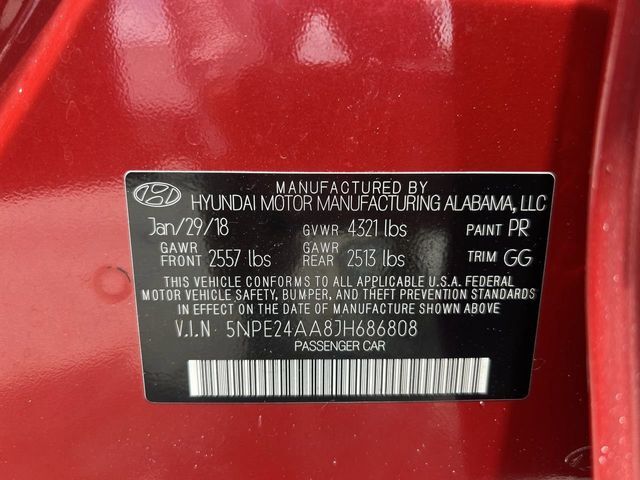 MANUFACTURED BY
HYUNDAI MOTOR MANUFACTURING ALABAMA, LLC
Jan/29/18 GVWR 4321 lbs PAINT PR
GAWR FRONT 2557 lbs GAWR REAR 2513 lbs TRIM GG
THIS VEHICLE CONFORMS TO ALL APPLICABLE U.S.A. FEDERAL
MOTOR VEHICLE SAFETY, BUMPER, AND THEFT PREVENTION STANDARDS
IN EFFECT ON THE DATE OF MANUFACTURE SHOWN ABOVE
V.I.N 5NPE24AA8JH686808
PASSENGER CAR